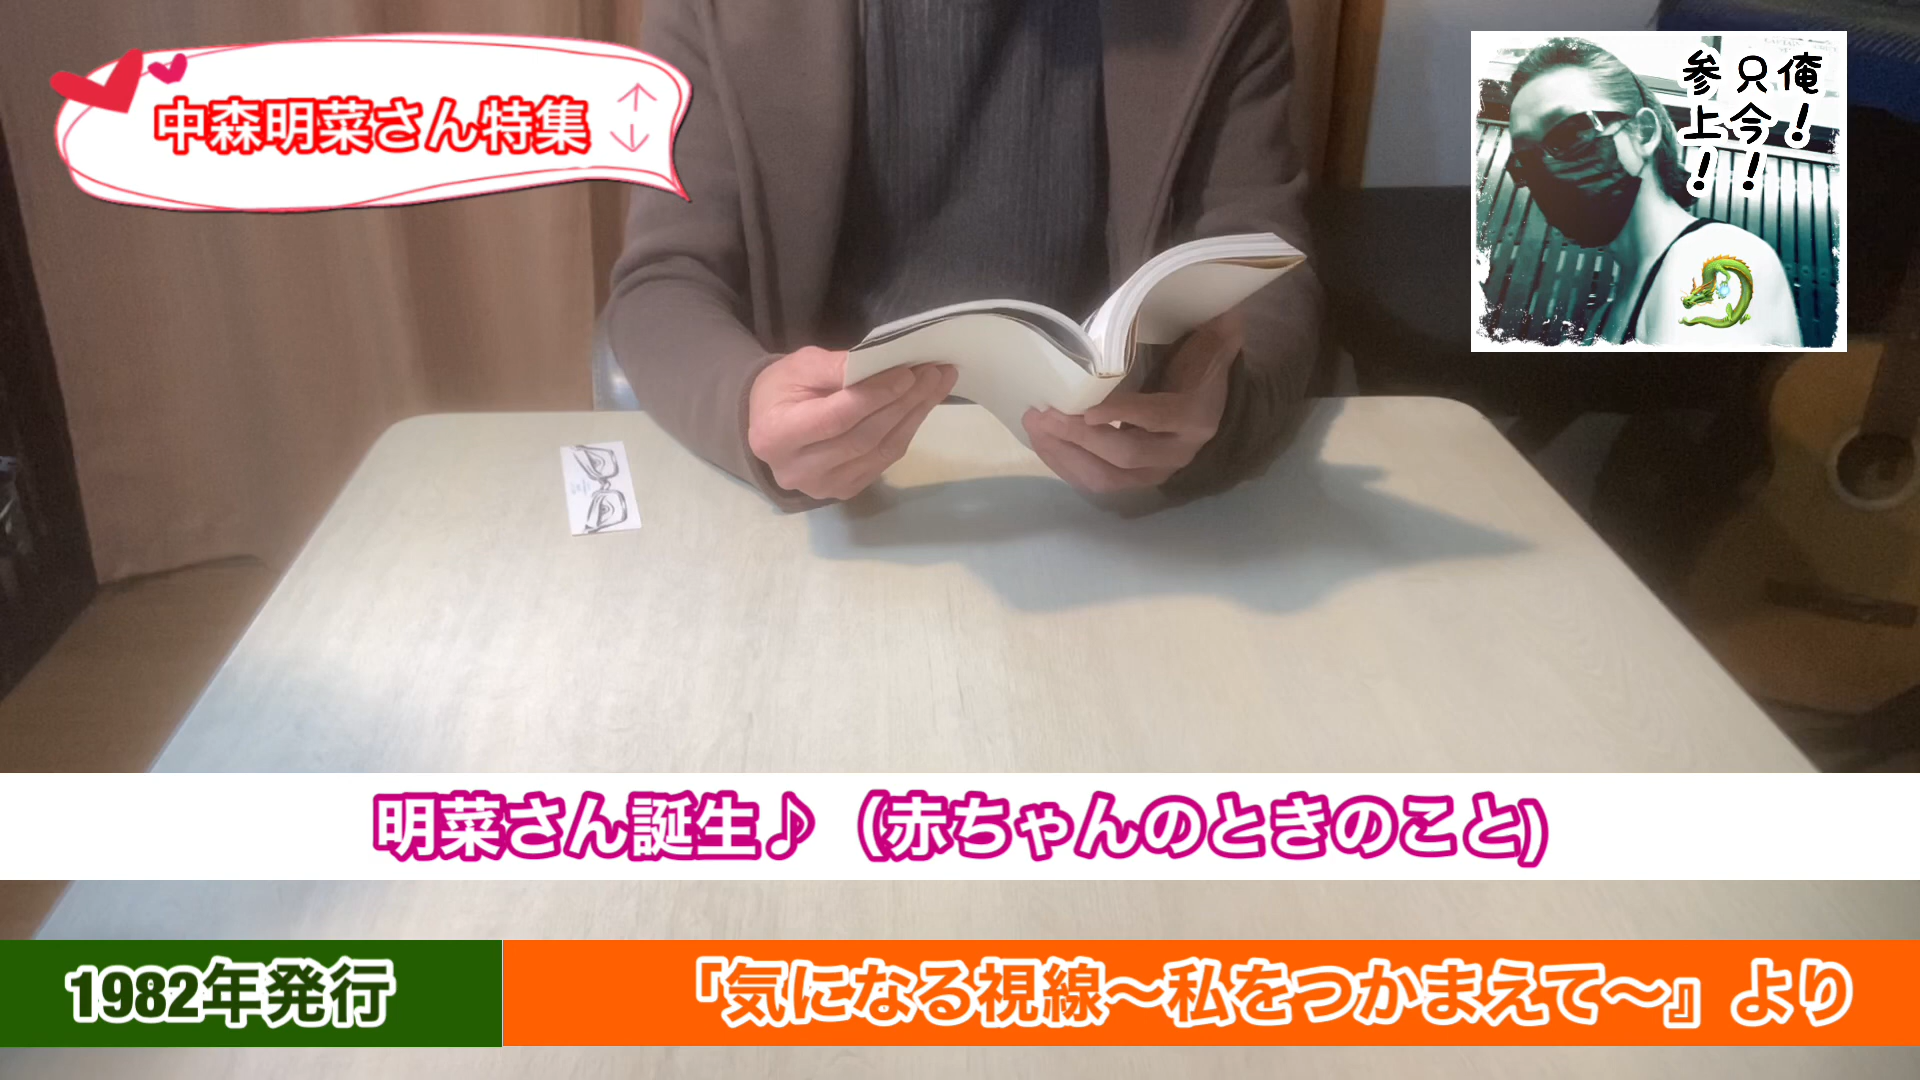 中森明菜さん特集
↑
↓
俺!
只今!
参上!
明菜さん誕生♪（赤ちゃんのときのこと)
1982年発行
『気になる視線〜私をつかまえて〜』より